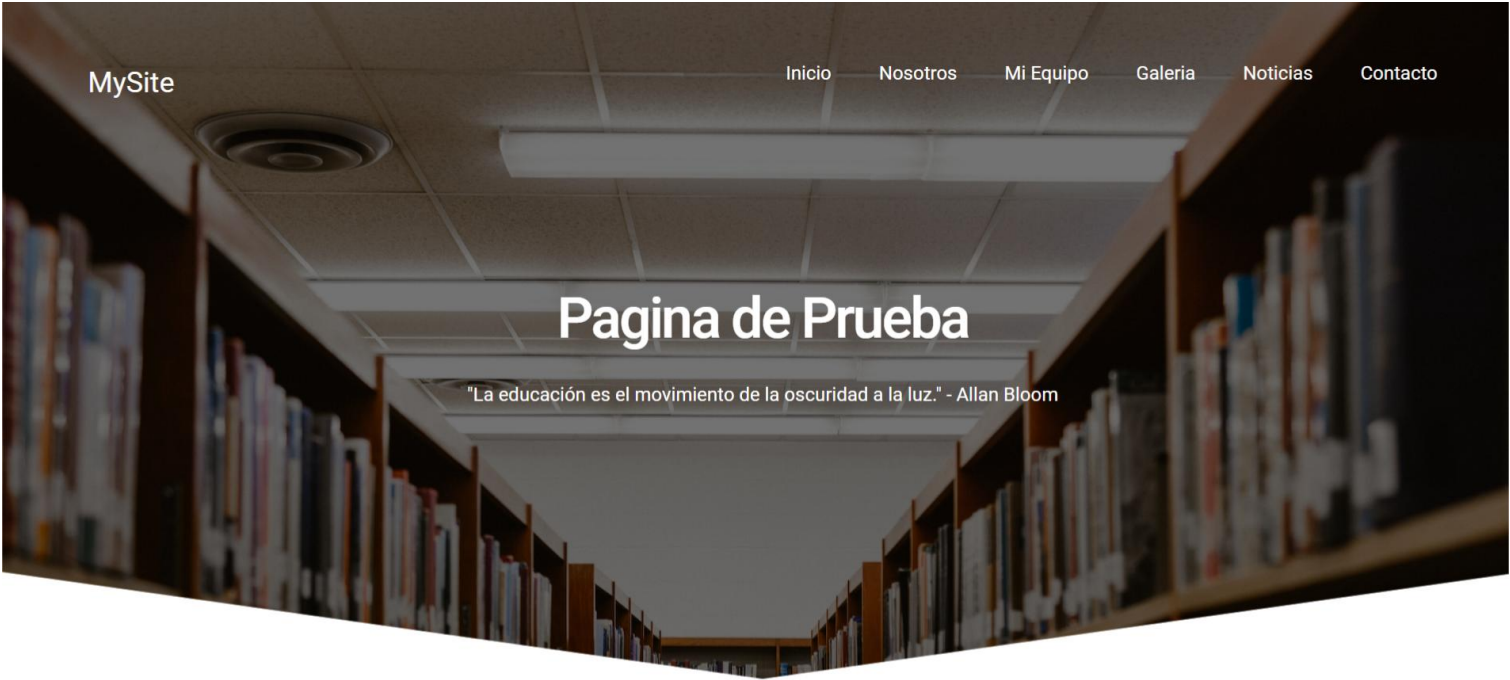 MySite
Inicio Nosotros Mi Equipo Galeria Noticias Contacto
Pagina de Prueba
"La educación es el movimiento de la oscuridad a la luz." - Allan Bloom